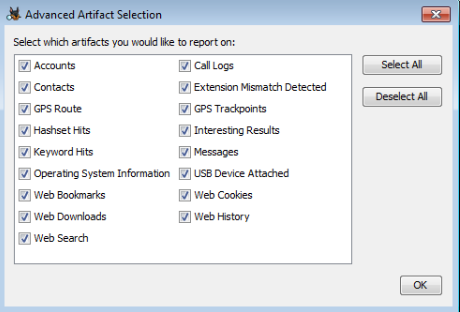 Advanced Artifact Selection
Select which artifacts you would like to report on:
Accounts Call Logs Select All
Contacts Extension Mismatch Detected Deselect All
GPS Route GPS Trackpoints
Hashset Hits Interesting Results
Keyword Hits Messages
Operating System Information USB Device Attached
Web Bookmarks Web Cookies
Web Downloads Web History
Web Search
OK